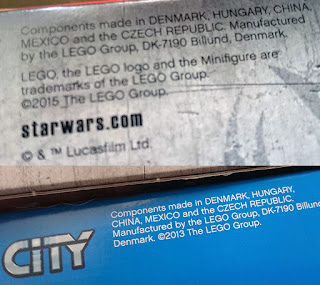 Components made in DENMARK, HUNGARY, CHINA,
MEXICO and the CZECH REPUBLIC. Manufactured
by the LEGO Group, DK-7190 Billund, Denmark.
LEGO, the LEGO logo and the Minifigure are
trademarks of the LEGO Group.
©2015 The LEGO Group.
starwars.com
© & ™ Lucasfilm Ltd.
Components made in DENMARK, HUNGARY,
CHINA, MEXICO and the CZECH REPUBLIC.
Manufactured by the LEGO Group, DK-7190 Billund,
Denmark. ©2013 The LEGO Group.
CITY